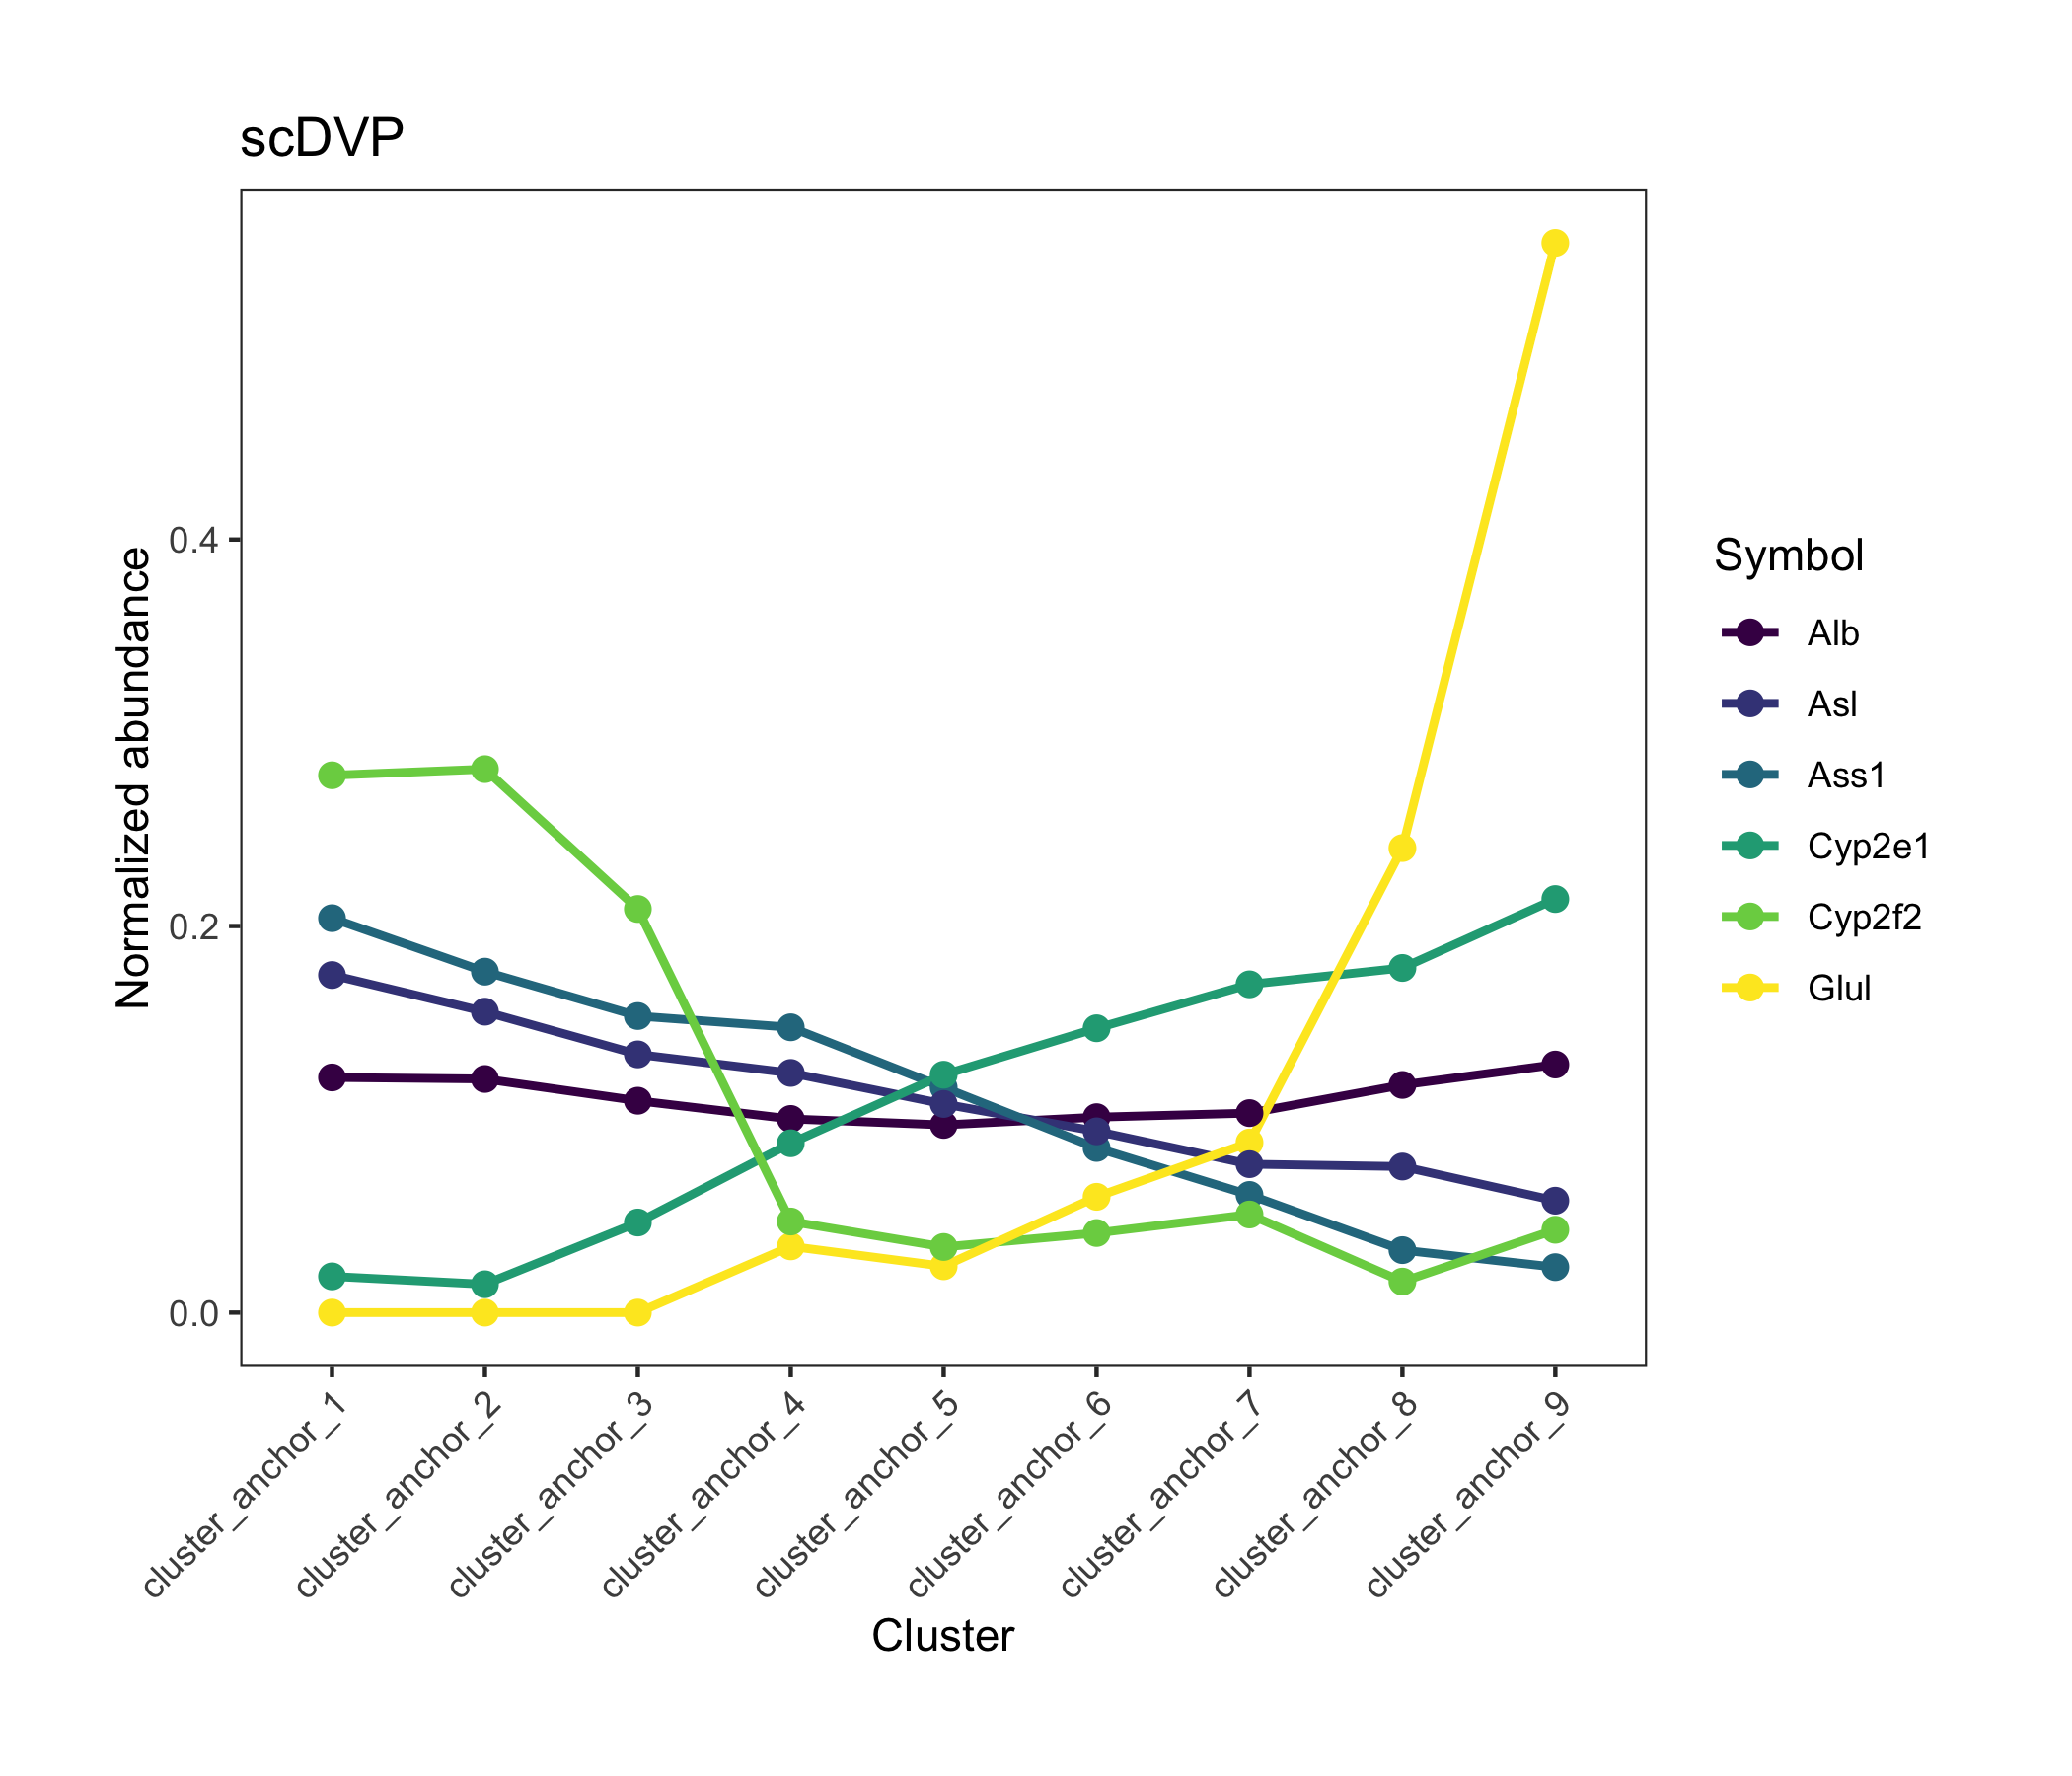 scDVP
Normalized abundance
0.4
0.2
0.0
cluster_anchor_1
cluster_anchor_2
cluster_anchor_3
cluster_anchor_4
cluster_anchor_5
cluster_anchor_6
cluster_anchor_7
cluster_anchor_8
cluster_anchor_9
Cluster
Symbol
Alb
Asl
Ass1
Cyp2e1
Cyp2f2
Glul